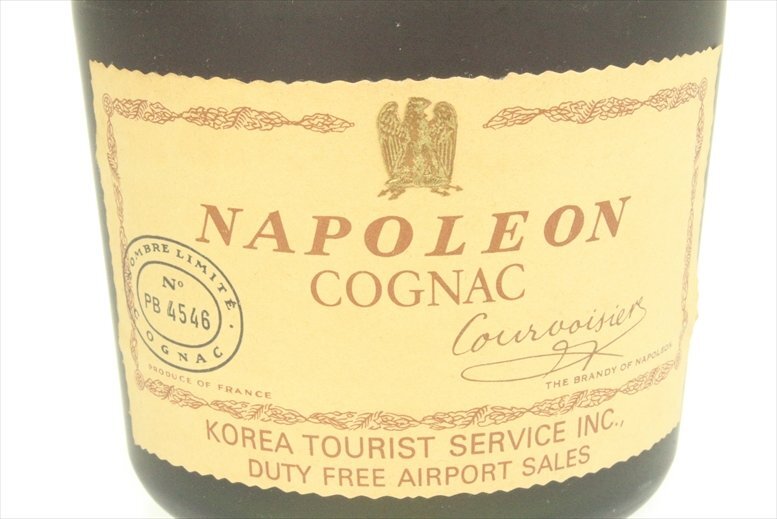 NAPOLEON
COGNAC
NOMBRE LIMITÉ
Nº
PB 4546
COGNAC
Courvoisier
PRODUCE OF FRANCE
THE BRANDY OF NAPOLEON
KOREA TOURIST SERVICE INC.,
DUTY FREE AIRPORT SALES